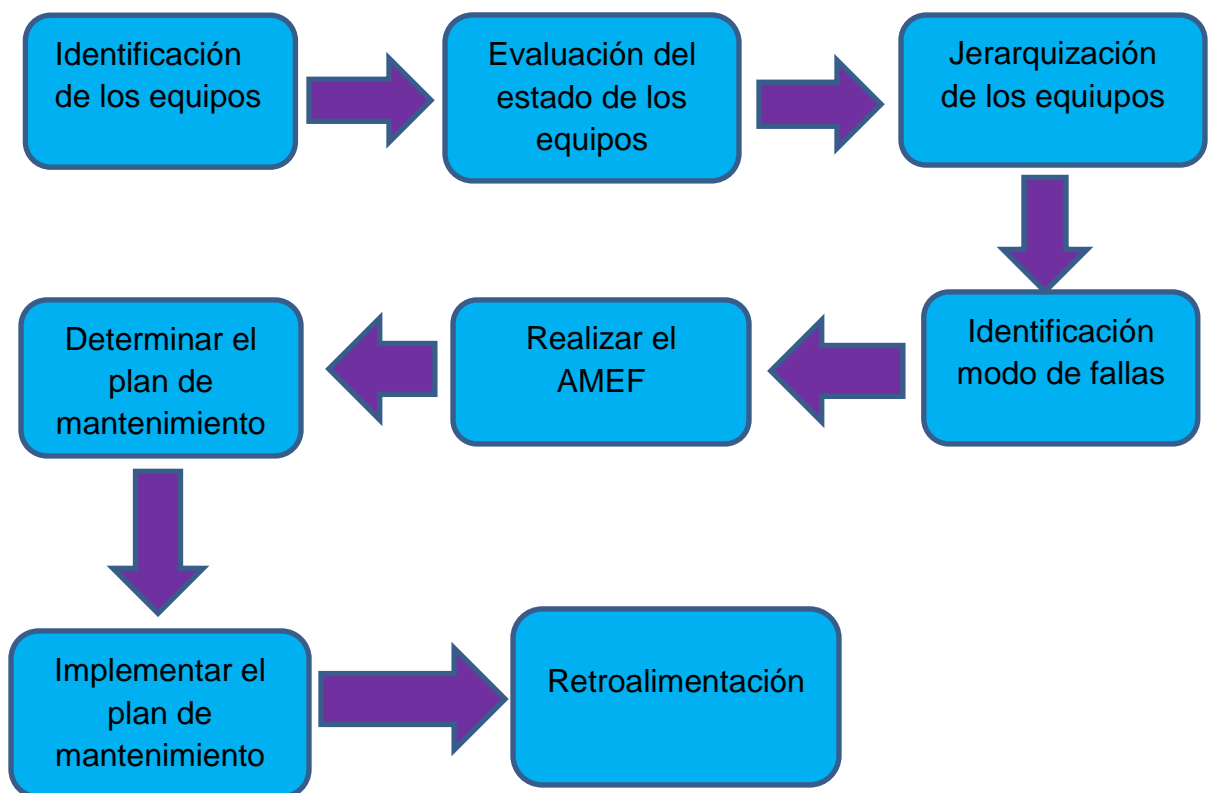 Identificación
de los equipos
Evaluación del
estado de los
equipos
Jerarquización
de los equiupos
Identificación
modo de fallas
Realizar el
AMEF
Determinar el
plan de
mantenimiento
Implementar el
plan de
mantenimiento
Retroalimentación